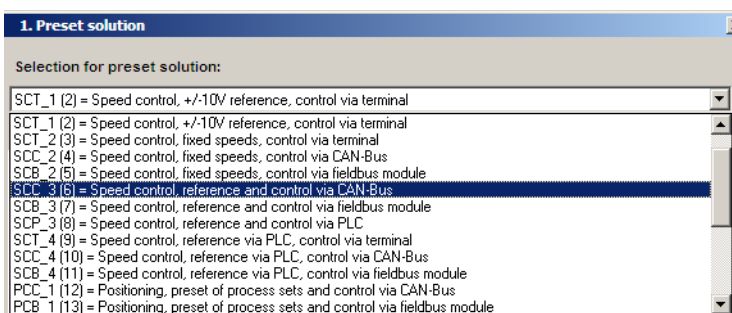 1. Preset solution
Selection for preset solution:
SCT_1 (2) = Speed control, +/-10V reference, control via terminal
SCT_1 (2) = Speed control, +/-10V reference, control via terminal
SCT_2 (3) = Speed control, fixed speeds, control via terminal
SCC_2 (4) = Speed control, fixed speeds, control via CAN-Bus
SCB_2 (5) = Speed control, fixed speeds, control via fieldbus module
SCC_3 (6) = Speed control, reference and control via CAN-Bus
SCB_3 (7) = Speed control, reference and control via fieldbus module
SCP_3 (8) = Speed control, reference and control via PLC
SCT_4 (9) = Speed control, reference via PLC, control via terminal
SCC_4 (10) = Speed control, reference via PLC, control via CAN-Bus
SCB_4 (11) = Speed control, reference via PLC, control via fieldbus module
PCC_1 (12) = Positioning, preset of process sets and control via CAN-Bus
PCB_1 (13) = Positioning, preset of process sets and control via fieldbus module